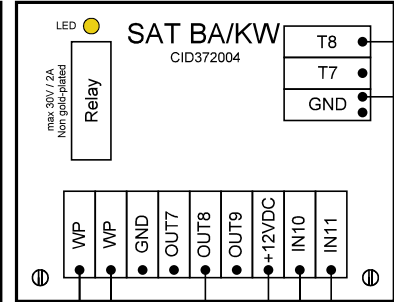 LED
SAT BA/KW
CID372004
max 30V / 2A
Non gold-plated
Relay
T8
T7
GND
WP
WP
GND
OUT7
OUT8
OUT9
+12VDC
IN10
IN11